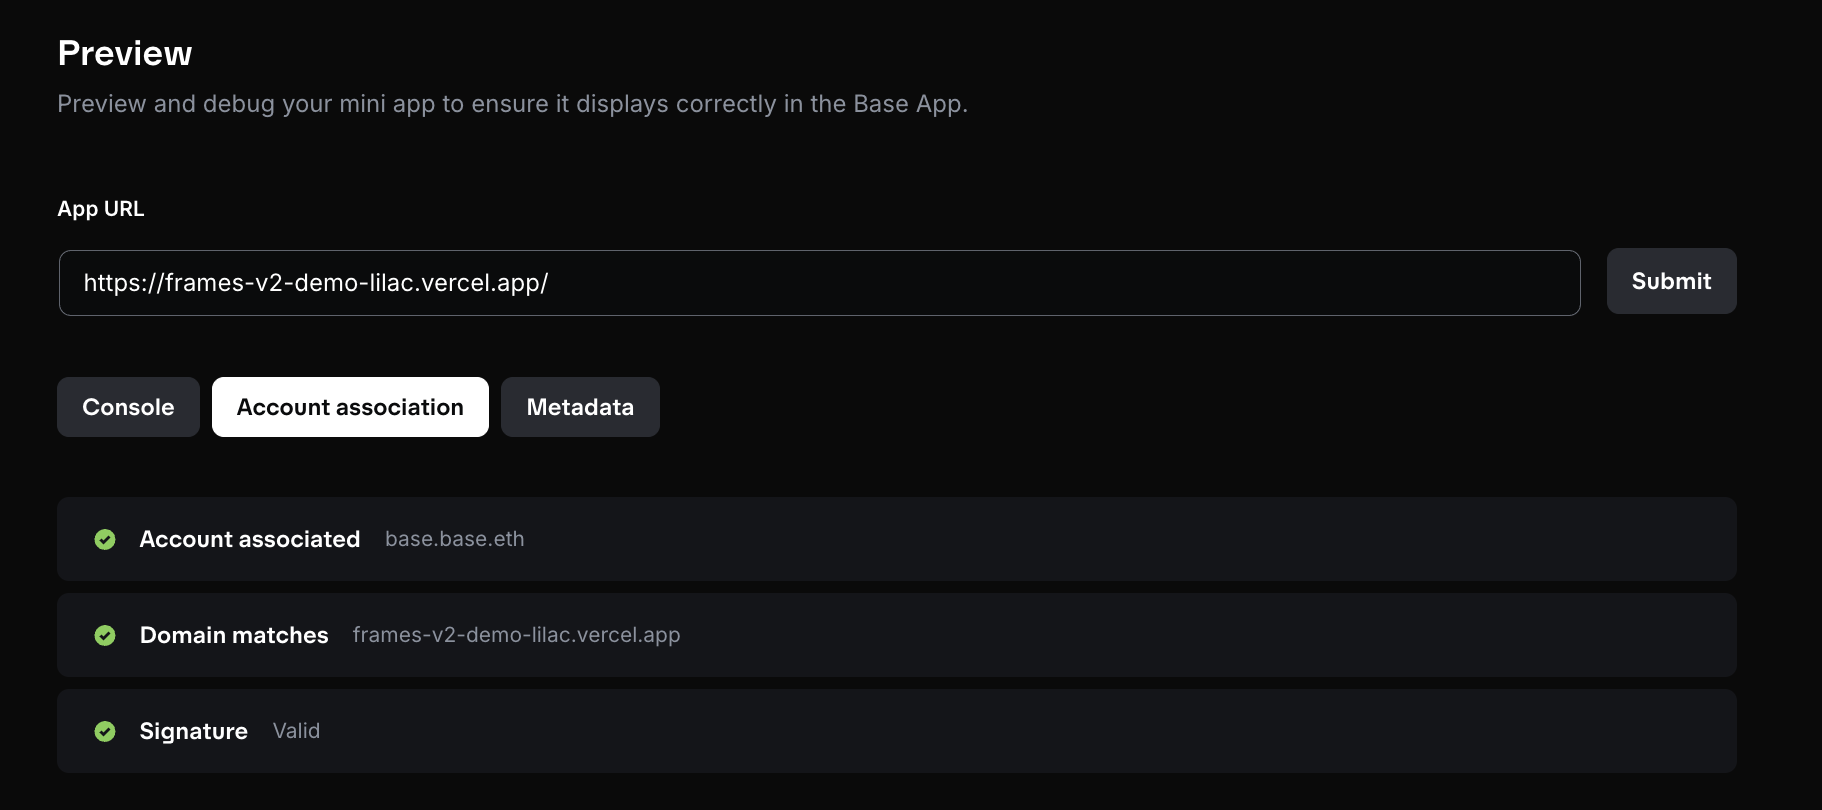 Preview
Preview and debug your mini app to ensure it displays correctly in the Base App.
App URL
https://frames-v2-demo-lilac.vercel.app/
Submit
Console
Account association
Metadata
Account associated base.base.eth
Domain matches frames-v2-demo-lilac.vercel.app
Signature Valid